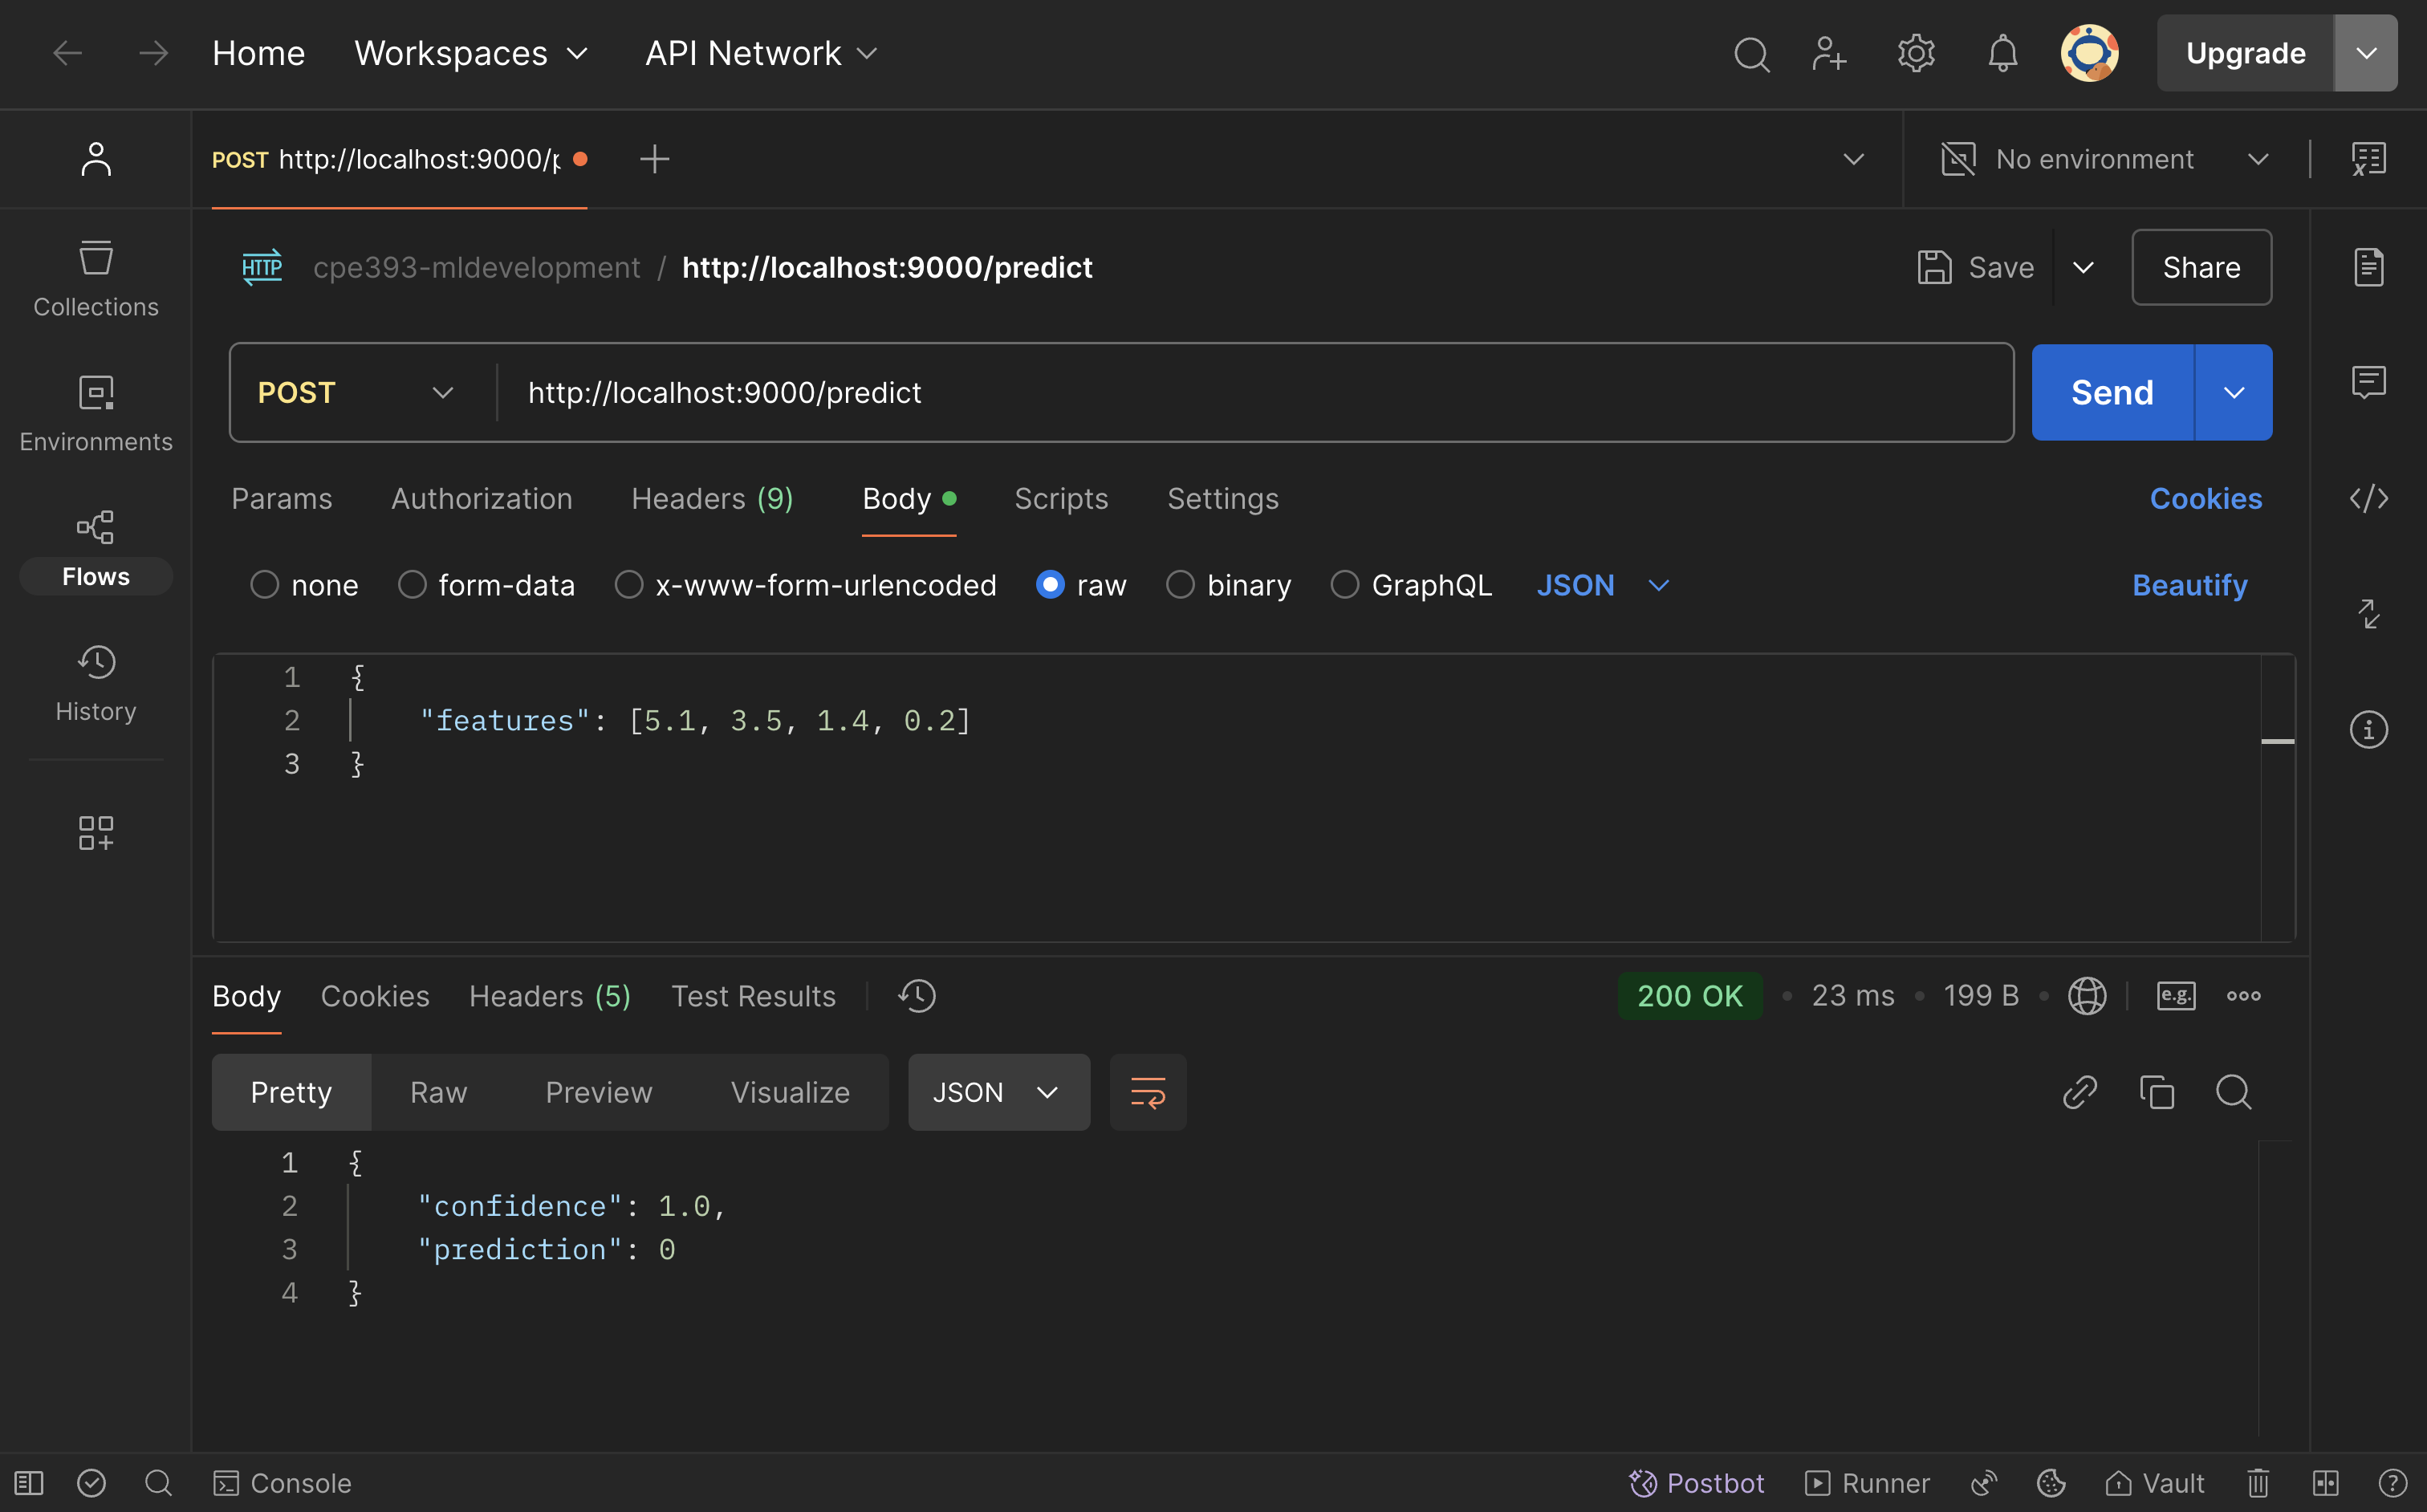 Home Workspaces API Network Upgrade
POST http://localhost:9000/p No environment
HTTP cpe393-mldevelopment / http://localhost:9000/predict Save Share
Collections
POST http://localhost:9000/predict Send
Environments
Params Authorization Headers (9) Body Scripts Settings Cookies
Flows
none form-data x-www-form-urlencoded raw binary GraphQL JSON Beautify
History
1 {
2 "features": [5.1, 3.5, 1.4, 0.2]
3 }
Body Cookies Headers (5) Test Results 200 OK • 23 ms • 199 B • e.g.
Pretty Raw Preview Visualize JSON
1 {
2 "confidence": 1.0,
3 "prediction": 0
4 }
Console Postbot Runner Vault